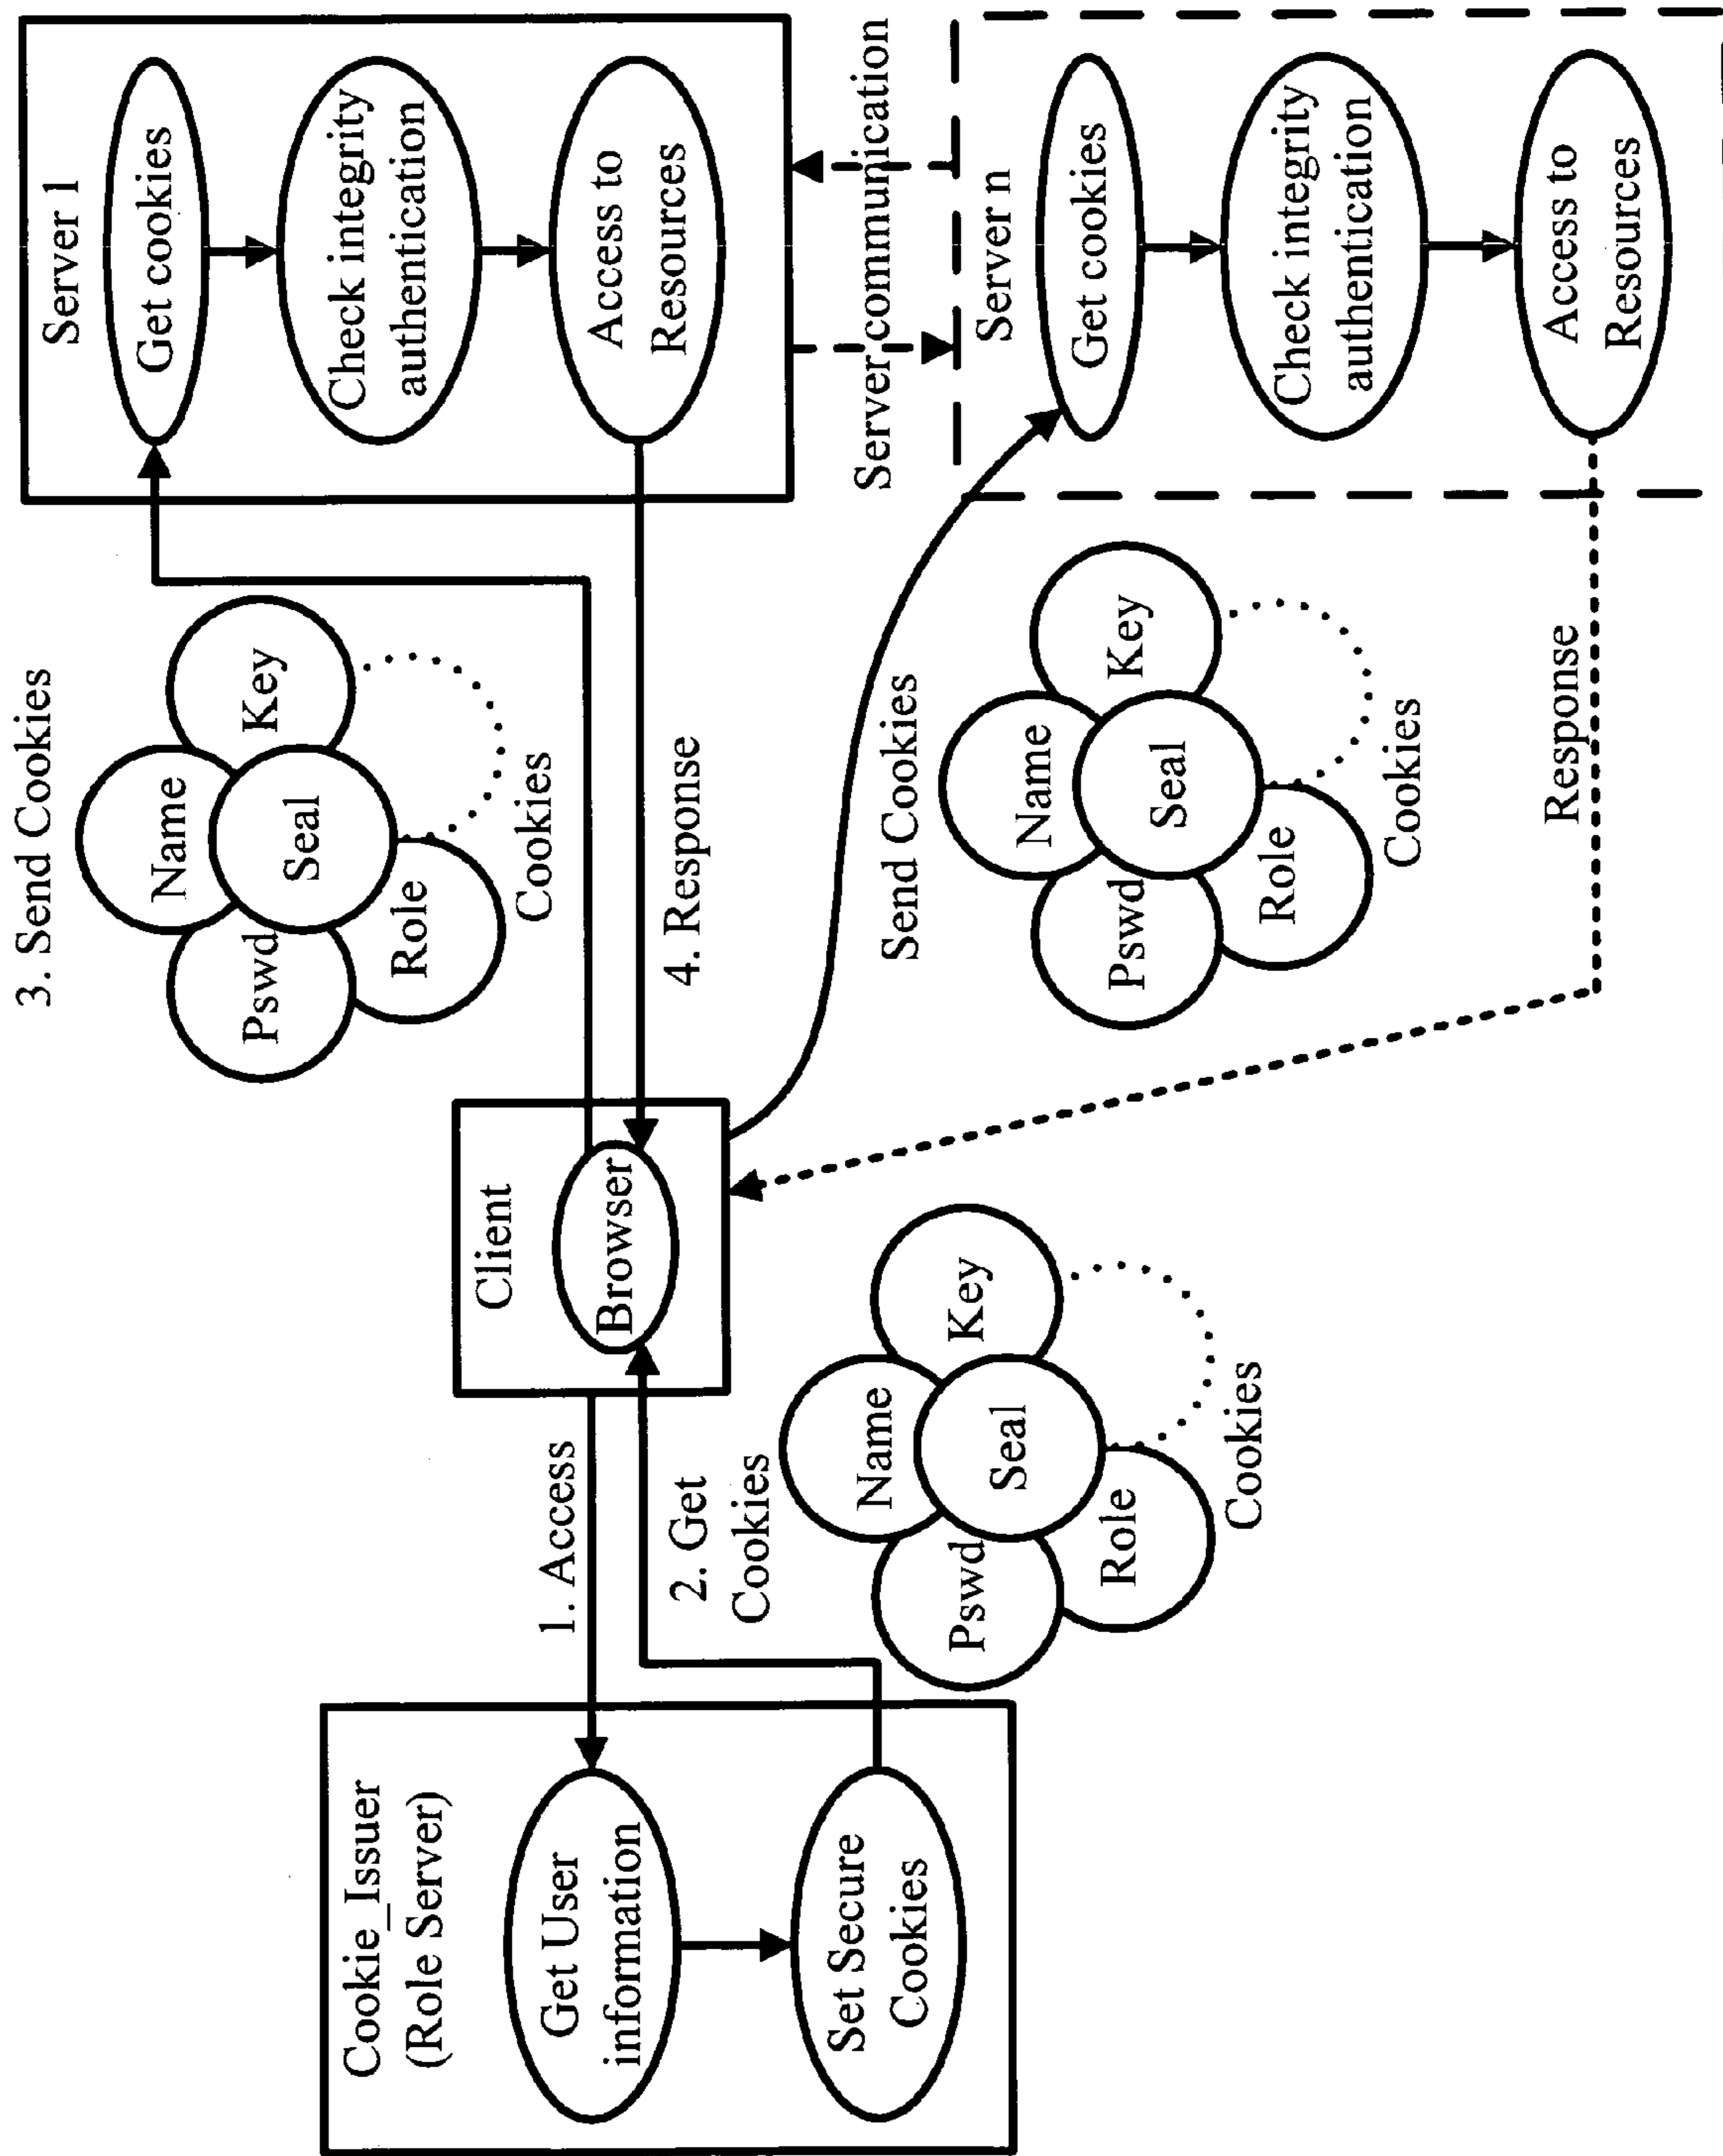 Cookie_Issuer
(Role Server)
Get User
information
Set Secure
Cookies
1. Access
2. Get
Cookies
Client
Browser
Name
Pswd
Seal
Key
Role
Cookies
3. Send Cookies
Name
Pswd
Seal
Key
Role
Cookies
4. Response
Server 1
Get cookies
Check integrity
authentication
Access to
Resources
Server communication
Send Cookies
Name
Pswd
Seal
Key
Role
Cookies
Response
Server n
Get cookies
Check integrity
authentication
Access to
Resources